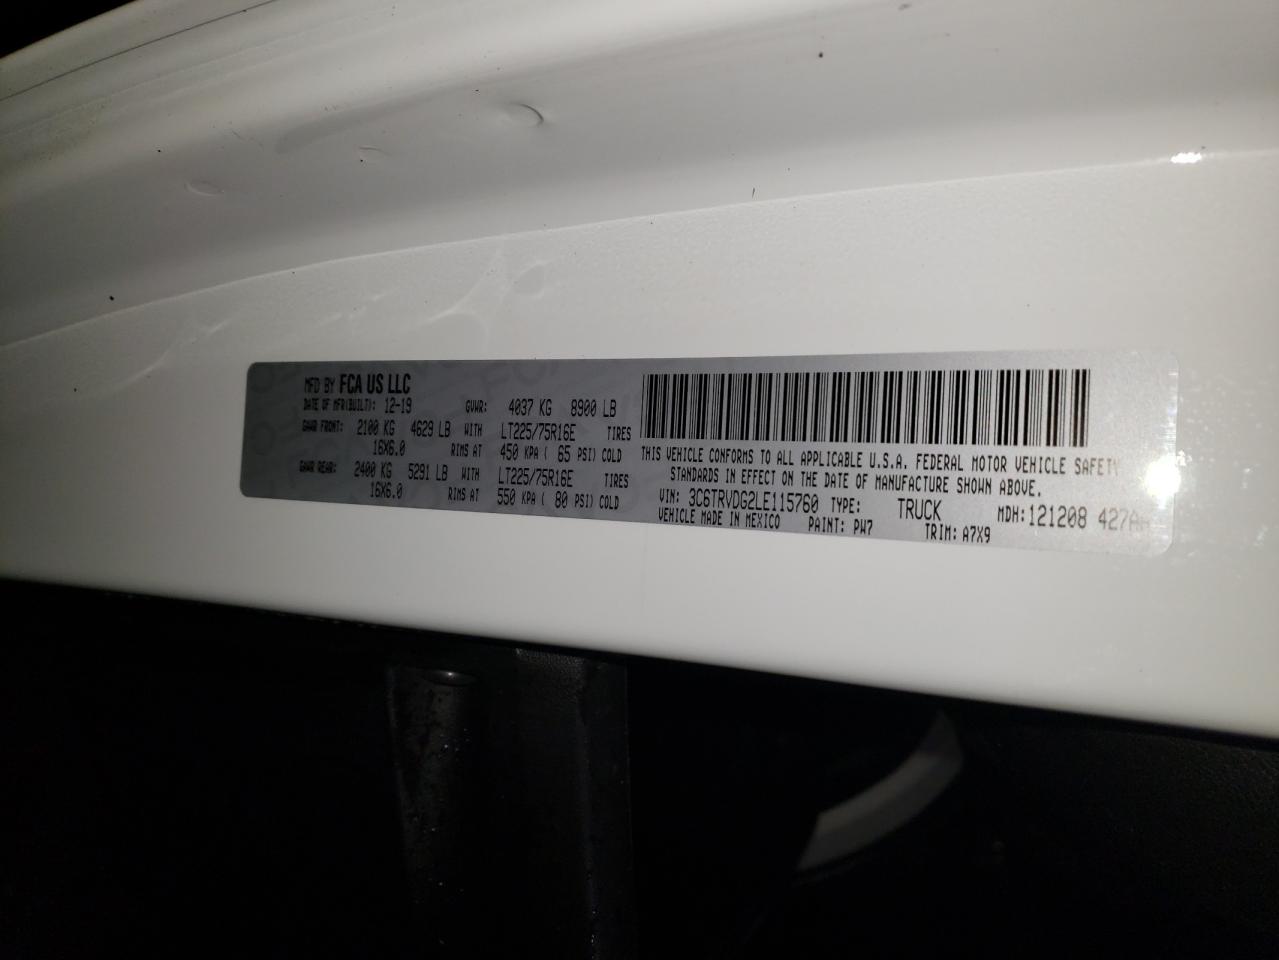 MFD BY FCA US LLC
DATE OF MFR(BUILT): 12-19 GVWR: 4037 KG 8900 LB
GAWR FRONT: 2100 KG 4629 LB WITH LT225/75R16E TIRES
16X6.0 RIMS AT 450 KPA ( 65 PSI) COLD
GAWR REAR: 2400 KG 5291 LB WITH LT225/75R16E TIRES
16X6.0 RIMS AT 550 KPA ( 80 PSI) COLD
THIS VEHICLE CONFORMS TO ALL APPLICABLE U.S.A. FEDERAL MOTOR VEHICLE SAFETY
STANDARDS IN EFFECT ON THE DATE OF MANUFACTURE SHOWN ABOVE.
VIN: 3C6TRVDG2LE115760 TYPE: TRUCK MDH: 121208
VEHICLE MADE IN MEXICO PAINT: PW7 TRIM: A7X9